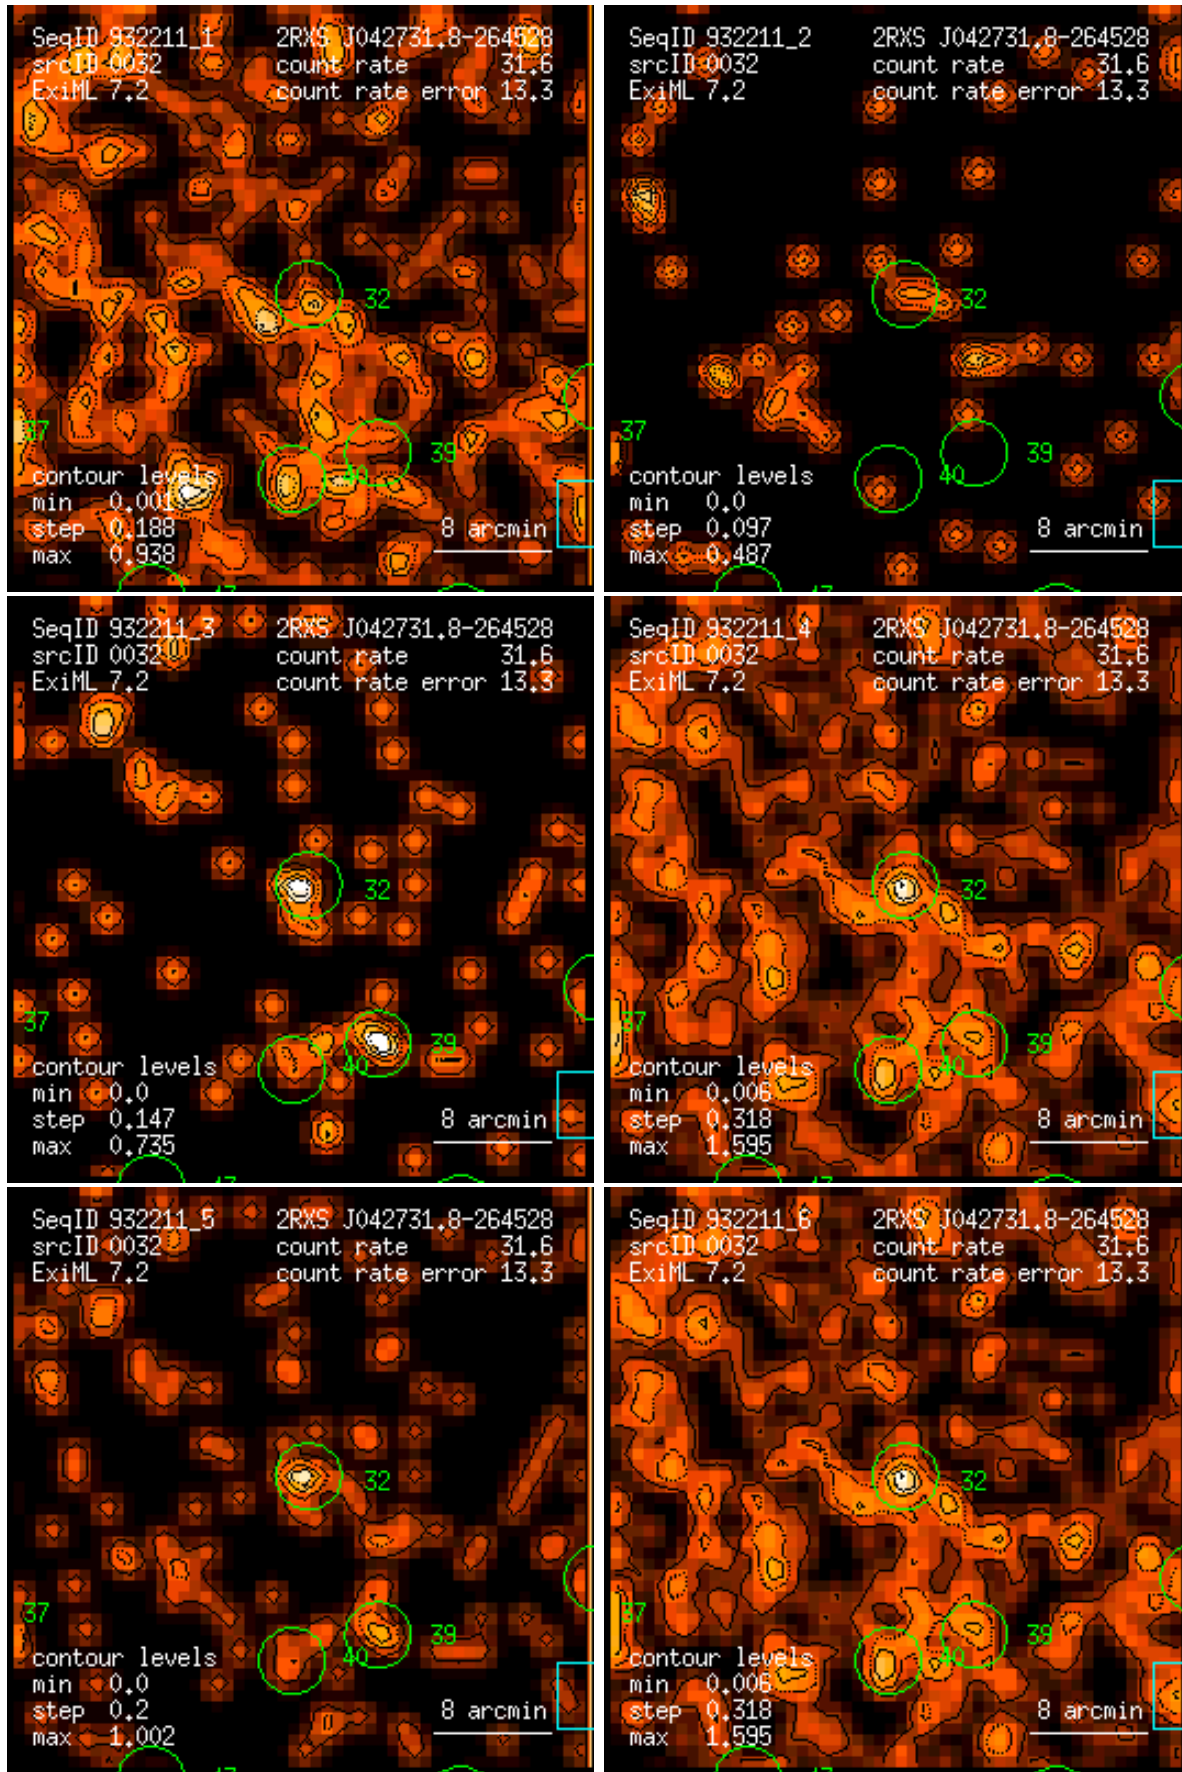 SeqID 932211_1 2RXS J042731.8-264528
srcID 0032 count rate 31.6
ExiML 7.2 count rate error 13.3
32
37
39
40
contour levels
min 0.001
step 0.188 8 arcmin
max 0.938
47
SeqID 932211_2 2RXS J042731.8-264528
srcID 0032 count rate 31.6
ExiML 7.2 count rate error 13.3
32
37
39
40
contour levels
min 0.0
step 0.097 8 arcmin
max 0.487
SeqID 932211_3 2RXS J042731.8-264528
srcID 0032 count rate 31.6
ExiML 7.2 count rate error 13.3
32
37
39
40
contour levels
min 0.0
step 0.147 8 arcmin
max 0.735
SeqID 932211_4 2RXS J042731.8-264528
srcID 0032 count rate 31.6
ExiML 7.2 count rate error 13.3
32
37
39
40
contour levels
min 0.006
step 0.318 8 arcmin
max 1.595
SeqID 932211_5 2RXS J042731.8-264528
srcID 0032 count rate 31.6
ExiML 7.2 count rate error 13.3
32
37
39
40
contour levels
min 0.0
step 0.2 8 arcmin
max 1.002
SeqID 932211_6 2RXS J042731.8-264528
srcID 0032 count rate 31.6
ExiML 7.2 count rate error 13.3
32
37
39
40
contour levels
min 0.006
step 0.318 8 arcmin
max 1.595